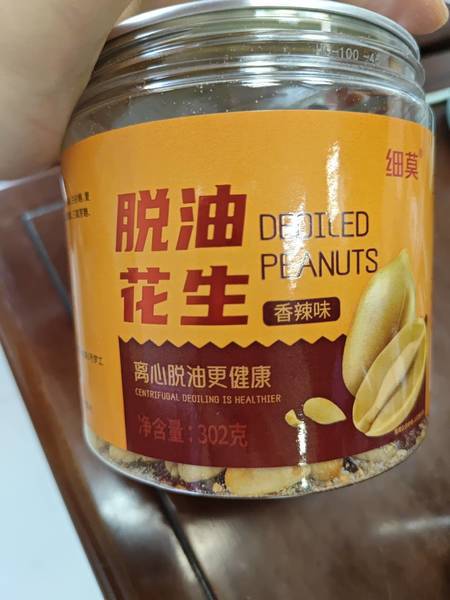 细莫®
脱油
花生
DEOILED
PEANUTS
香辣味
离心脱油更健康
CENTRIFUGAL DEOILING IS HEALTHIER
净含量：302克